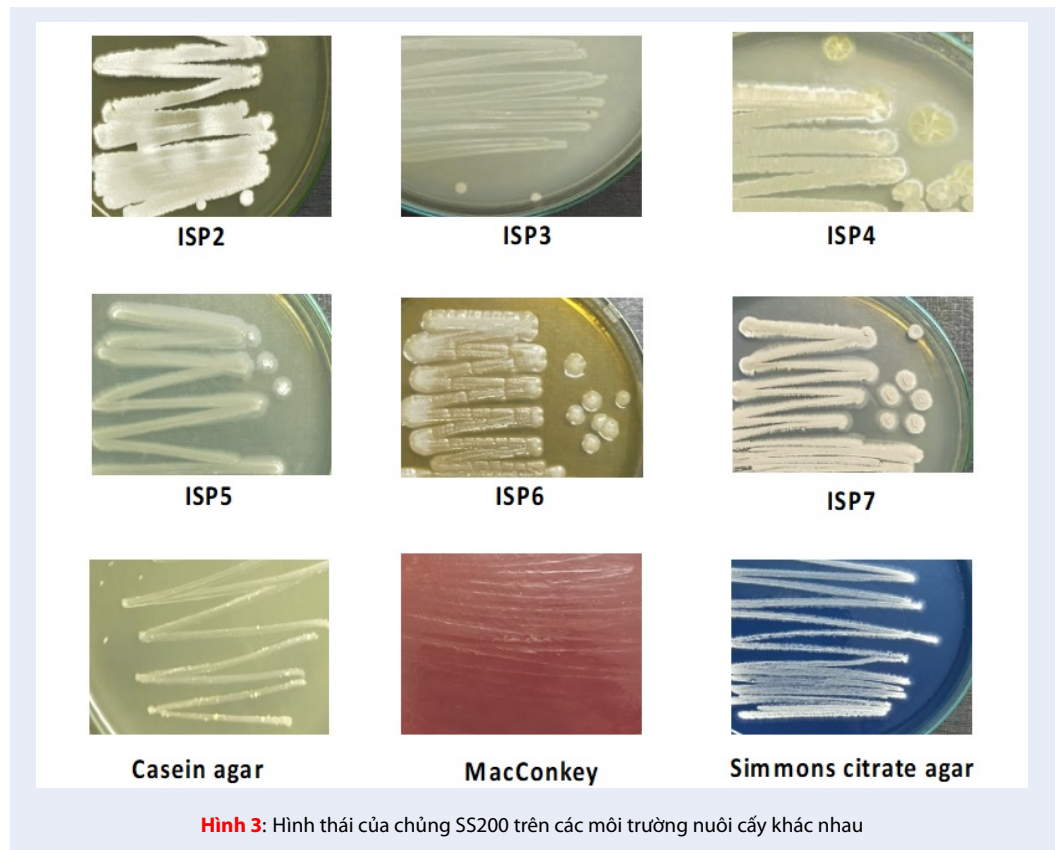 ISP2
ISP3
ISP4
ISP5
ISP6
ISP7
Casein agar
MacConkey
Simmons citrate agar
Hình 3: Hình thái của chủng SS200 trên các môi trường nuôi cấy khác nhau